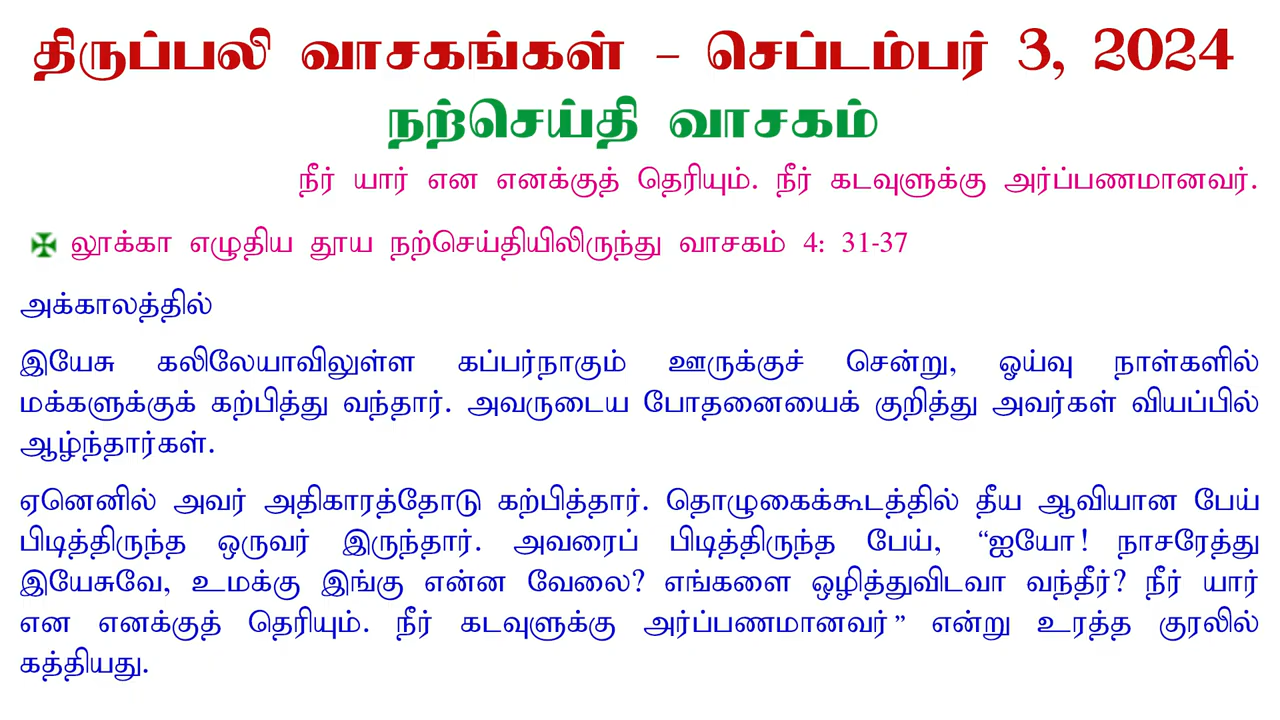 திருப்பலி வாசகங்கள் – செப்டம்பர் 3, 2024
நற்செய்தி வாசகம்
நீர் யார் என எனக்குத் தெரியும். நீர் கடவுளுக்கு அர்ப்பணமானவர்.
✠ லூக்கா எழுதிய தூய நற்செய்தியிலிருந்து வாசகம் 4: 31-37
அக்காலத்தில்
இயேசு கலிலேயாவிலுள்ள கப்பர்நாகும் ஊருக்குச் சென்று, ஓய்வு நாள்களில்
மக்களுக்குக் கற்பித்து வந்தார். அவருடைய போதனையைக் குறித்து அவர்கள் வியப்பில்
ஆழ்ந்தார்கள்.
ஏனெனில் அவர் அதிகாரத்தோடு கற்பித்தார். தொழுகைக்கூடத்தில் தீய ஆவியான பேய்
பிடித்திருந்த ஒருவர் இருந்தார். அவரைப் பிடித்திருந்த பேய், “ஐயோ! நாசரேத்து
இயேசுவே, உமக்கு இங்கு என்ன வேலை? எங்களை ஒழித்துவிடவா வந்தீர்? நீர் யார்
என எனக்குத் தெரியும். நீர் கடவுளுக்கு அர்ப்பணமானவர்” என்று உரத்த குரலில்
கத்தியது.